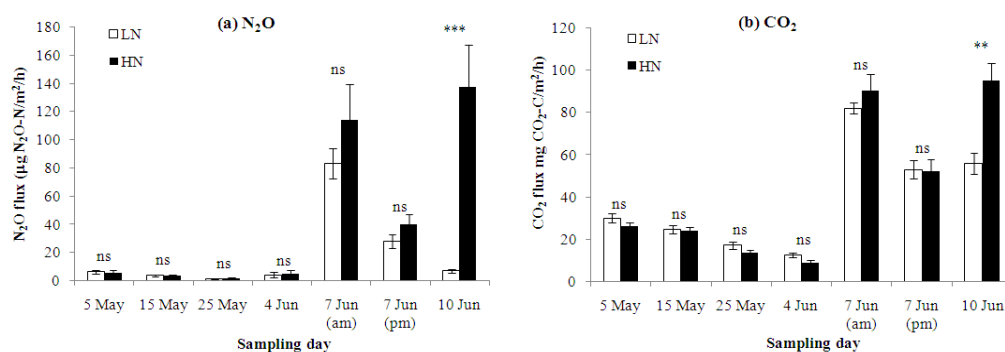 (a) N₂O
N₂O flux (µg N₂O-N/m²/h)
180
160
140
120
100
80
60
40
20
0
LN
HN
ns
ns
ns
ns
ns
ns
***
5 May
15 May
25 May
4 Jun
7 Jun (am)
7 Jun (pm)
10 Jun
Sampling day
(b) CO₂
CO₂ flux mg CO₂-C/m²/h)
120
100
80
60
40
20
0
LN
HN
ns
ns
ns
ns
ns
ns
**
5 May
15 May
25 May
4 Jun
7 Jun (am)
7 Jun (pm)
10 Jun
Sampling day